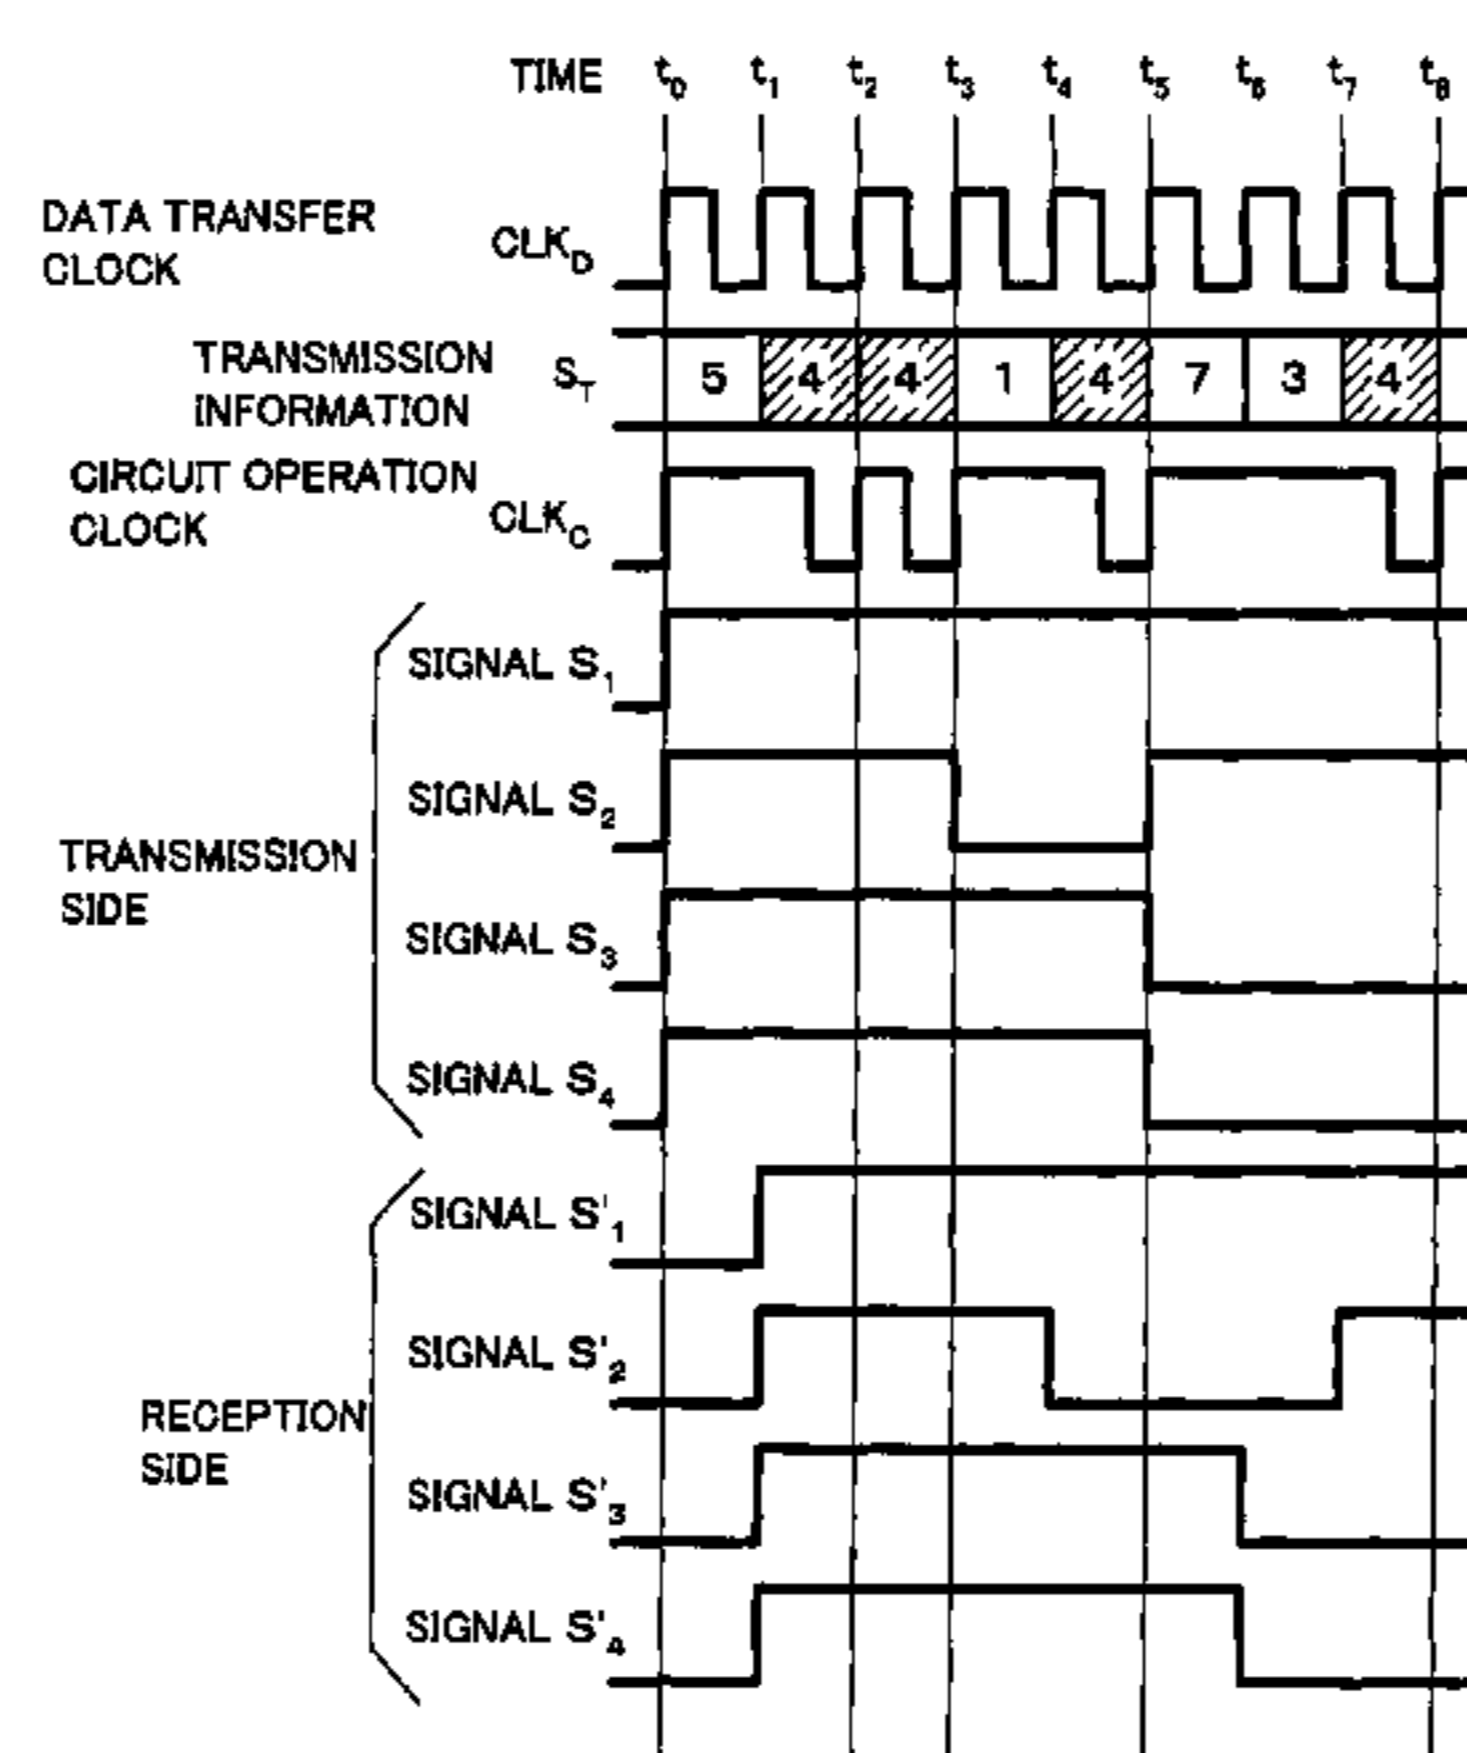 TIME t0 t1 t2 t3 t4 t5 t6 t7 t8
DATA TRANSFER
CLOCK
CLKD
TRANSMISSION
INFORMATION
ST
5 4 4 1 4 7 3 4
CIRCUIT OPERATION
CLOCK
CLKC
TRANSMISSION
SIDE
SIGNAL S1
SIGNAL S2
SIGNAL S3
SIGNAL S4
RECEPTION
SIDE
SIGNAL S'1
SIGNAL S'2
SIGNAL S'3
SIGNAL S'4